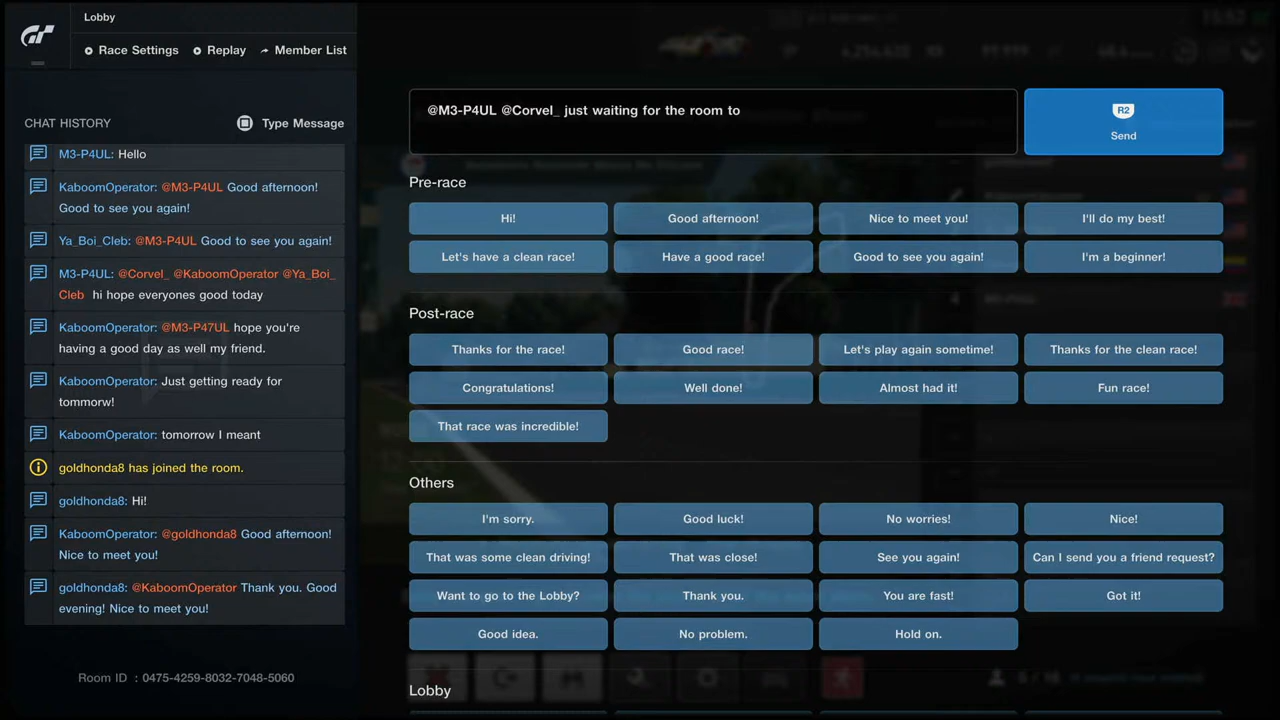 Lobby
Race Settings Replay Member List
CHAT HISTORY Type Message
M3-P4UL: Hello
KaboomOperator: @M3-P4UL Good afternoon!
Good to see you again!
Ya_Boi_Cleb: @M3-P4UL Good to see you again!
M3-P4UL: @Corvel_ @KaboomOperator @Ya_Boi_
Cleb hi hope everyones good today
KaboomOperator: @M3-P47UL hope you're
having a good day as well my friend.
KaboomOperator: Just getting ready for
tommorw!
KaboomOperator: tomorrow I meant
goldhonda8 has joined the room.
goldhonda8: Hi!
KaboomOperator: @goldhonda8 Good afternoon!
Nice to meet you!
goldhonda8: @KaboomOperator Thank you. Good
evening! Nice to meet you!
Room ID : 0475-4259-8032-7048-5060
@M3-P4UL @Corvel_ just waiting for the room to
R2
Send
Pre-race
Hi! Good afternoon! Nice to meet you! I'll do my best!
Let's have a clean race! Have a good race! Good to see you again! I'm a beginner!
Post-race
Thanks for the race! Good race! Let's play again sometime! Thanks for the clean race!
Congratulations! Well done! Almost had it! Fun race!
That race was incredible!
Others
I'm sorry. Good luck! No worries! Nice!
That was some clean driving! That was close! See you again! Can I send you a friend request?
Want to go to the Lobby? Thank you. You are fast! Got it!
Good idea. No problem. Hold on.
Lobby